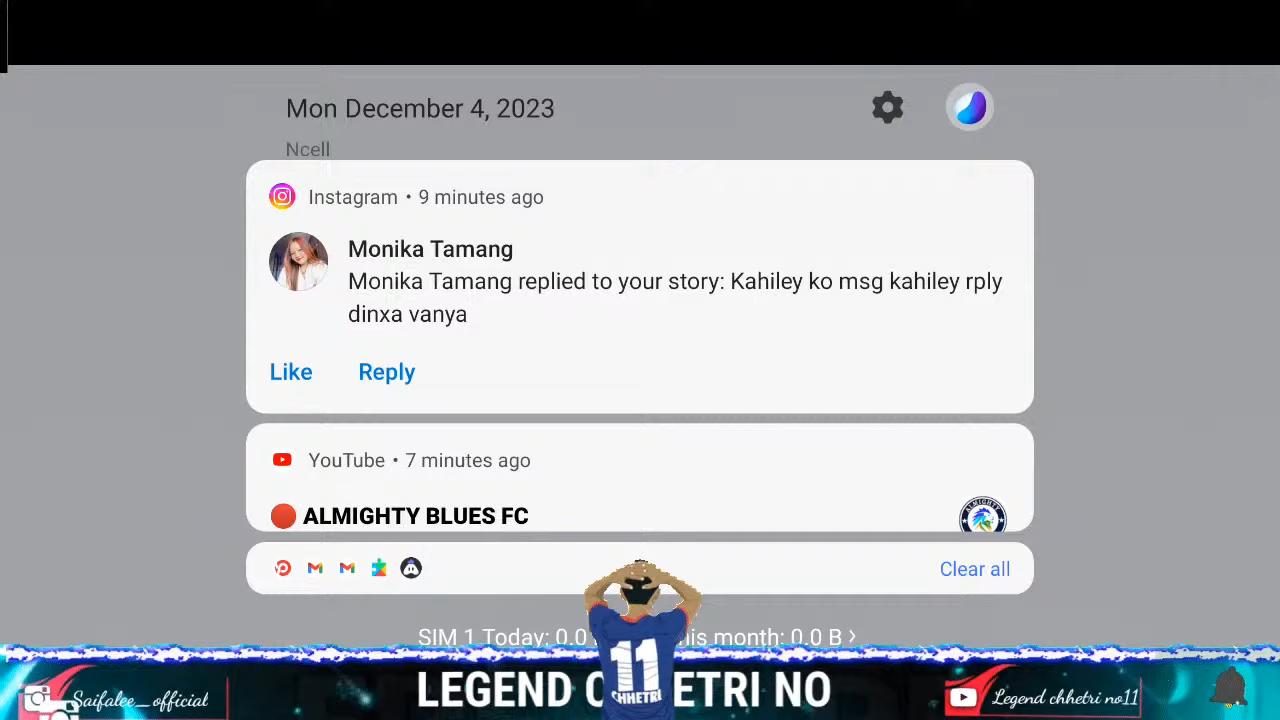 Mon December 4, 2023
Ncell
Instagram • 9 minutes ago
Monika Tamang
Monika Tamang replied to your story: Kahiley ko msg kahiley rply
dinxa vanya
Like Reply
YouTube • 7 minutes ago
ALMIGHTY BLUES FC
ALMIGHTY
Clear all
SIM 1 Today: 0.0 his month: 0.0 B
11
CHHETRI
LEGEND CHHETRI NO
Saifalee_official
Legend chhetri no11